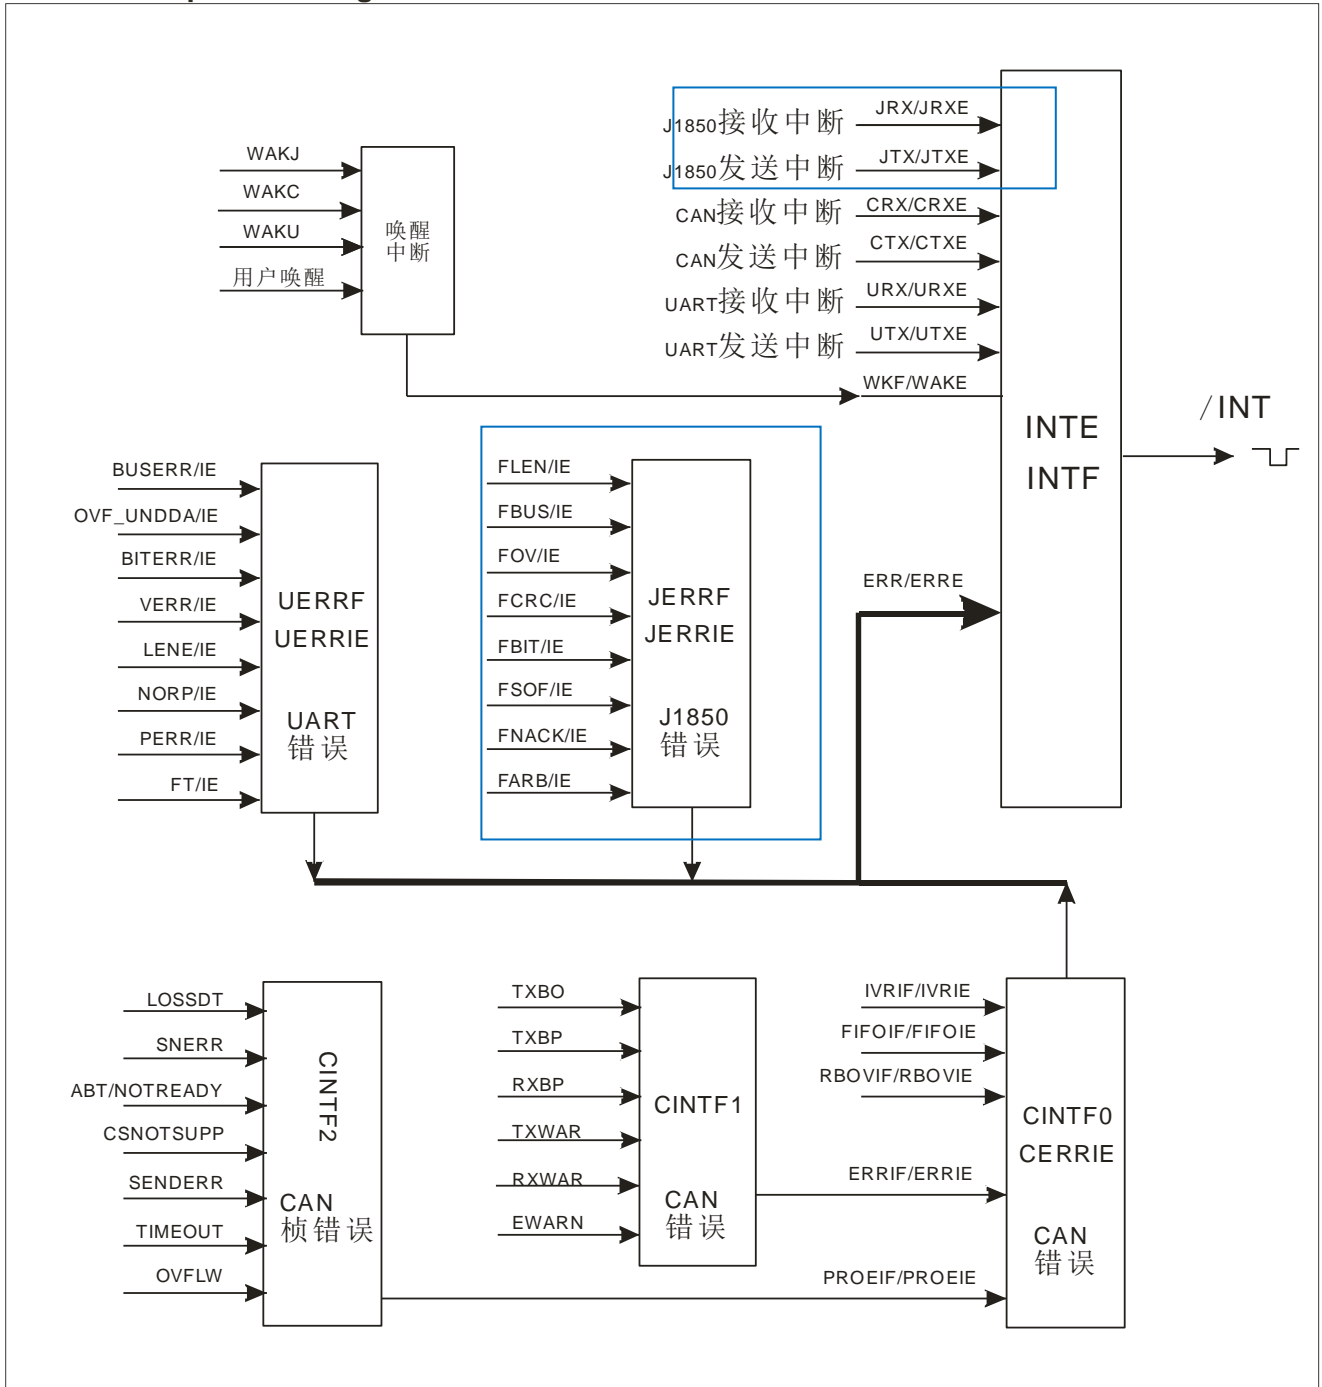 J1850接收中断
JRX/JRXE
J1850发送中断
JTX/JTXE
CAN接收中断
CRX/CRXE
CAN发送中断
CTX/CTXE
UART接收中断
URX/URXE
UART发送中断
UTX/UTXE
WKF/WAKE
WAKJ
WAKC
WAKU
用户唤醒
唤醒
中断
INTE
INTF
/INT
BUSERR/IE
OVF_UNDDA/IE
BITERR/IE
VERR/IE
LENE/IE
NORP/IE
PERR/IE
FT/IE
UERRF
UERRIE
UART
错误
FLEN/IE
FBUS/IE
FOV/IE
FCRC/IE
FBIT/IE
FSOF/IE
FNACK/IE
FARB/IE
JERRF
JERRIE
J1850
错误
ERR/ERRE
LOSSDT
SNERR
ABT/NOTREADY
CSNOTSUPP
SENDERR
TIMEOUT
OVFLW
CINTF2
CAN
桢错误
TXBO
TXBP
RXBP
TXWAR
RXWAR
EWARN
CINTF1
CAN
错误
IVRIF/IVRIE
FIFOIF/FIFOIE
RBOVIF/RBOVIE
ERRIF/ERRIE
PROEIF/PROEIE
CINTF0
CERRIE
CAN
错误